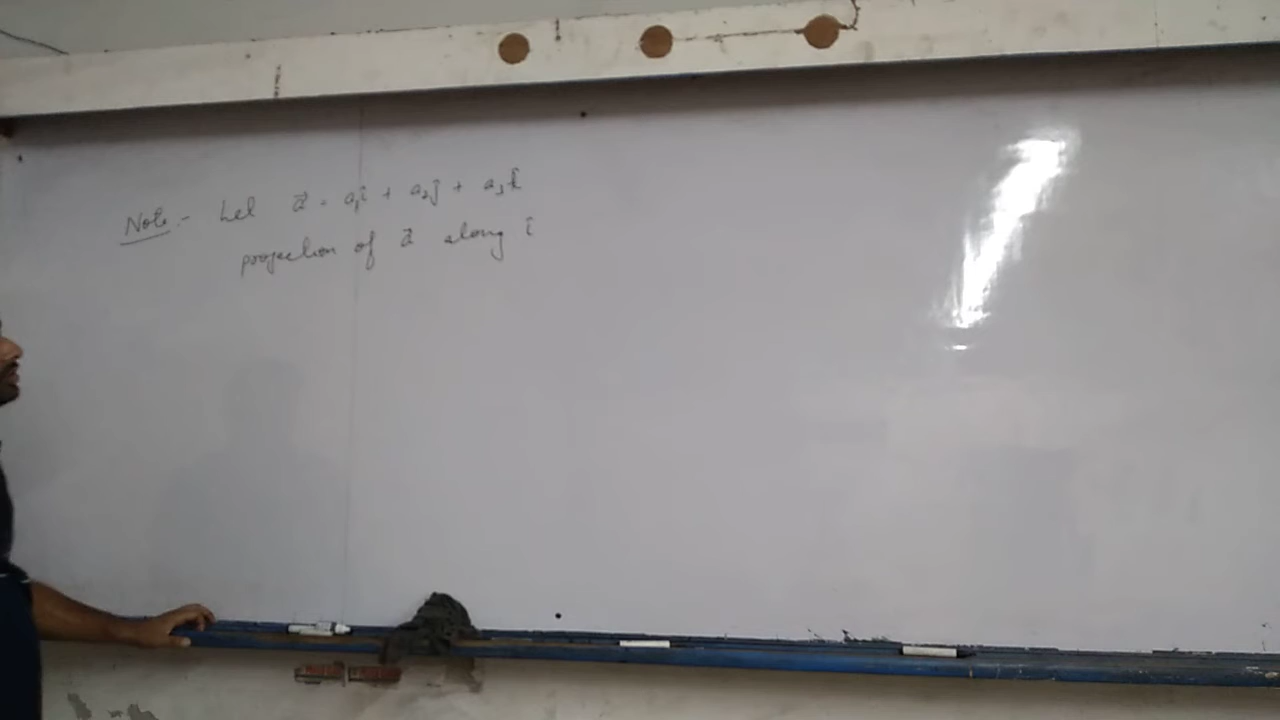 Note:- Let a⃗ = a₁î + a₂ĵ + a₃k̂
projection of a⃗ along î